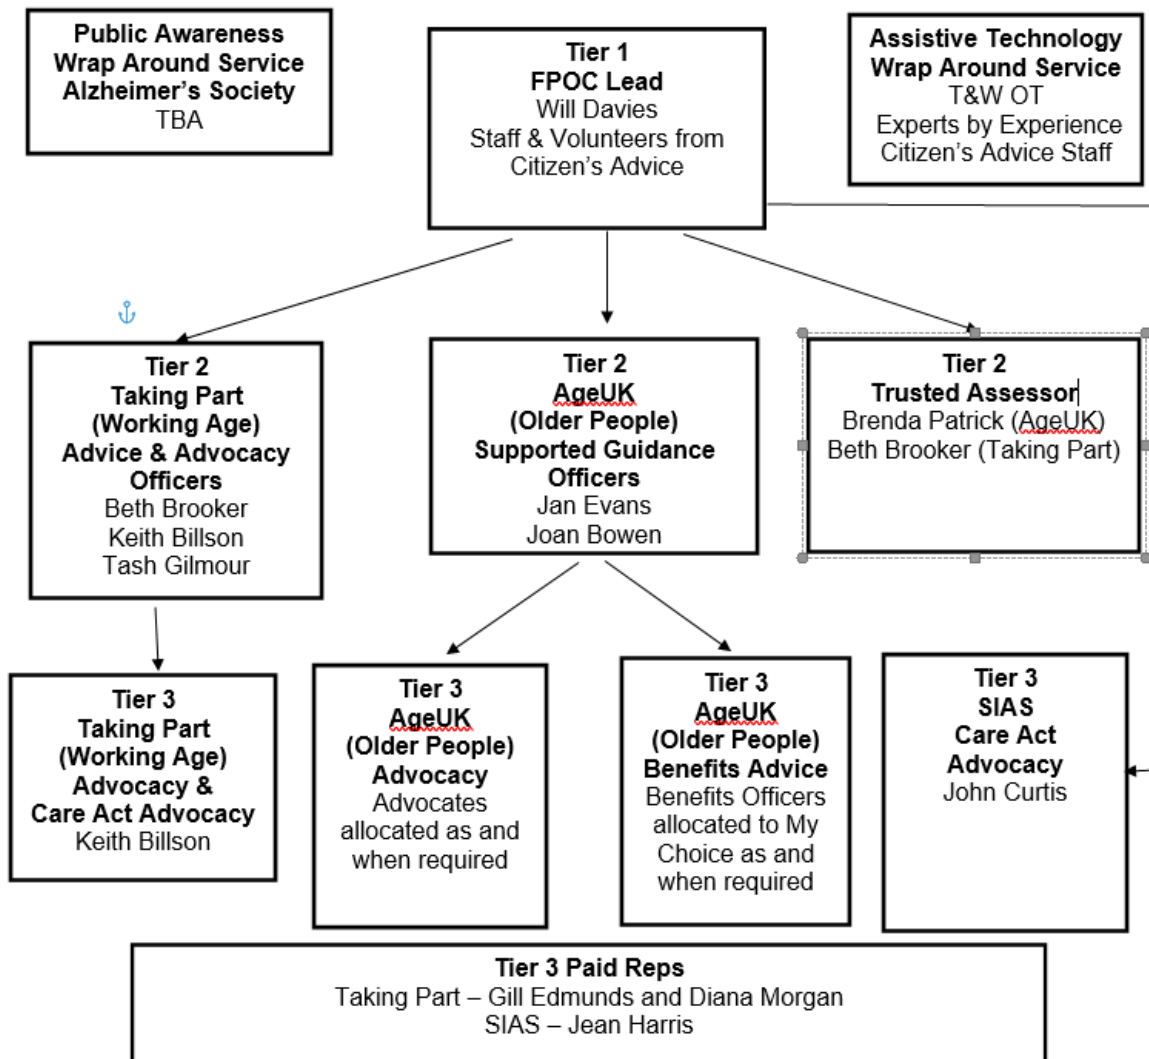 Public Awareness
Wrap Around Service
Alzheimer's Society
TBA
Tier 1
FPOC Lead
Will Davies
Staff & Volunteers from
Citizen's Advice
Assistive Technology
Wrap Around Service
T&W OT
Experts by Experience
Citizen's Advice Staff
Tier 2
Taking Part
(Working Age)
Advice & Advocacy
Officers
Beth Brooker
Keith Billson
Tash Gilmour
Tier 2
AgeUK
(Older People)
Supported Guidance
Officers
Jan Evans
Joan Bowen
Tier 2
Trusted Assessor
Brenda Patrick (AgeUK)
Beth Brooker (Taking Part)
Tier 3
Taking Part
(Working Age)
Advocacy &
Care Act Advocacy
Keith Billson
Tier 3
AgeUK
(Older People)
Advocacy
Advocates
allocated as and
when required
Tier 3
AgeUK
(Older People)
Benefits Advice
Benefits Officers
allocated to My
Choice as and
when required
Tier 3
SIAS
Care Act
Advocacy
John Curtis
Tier 3 Paid Reps
Taking Part – Gill Edmunds and Diana Morgan
SIAS – Jean Harris